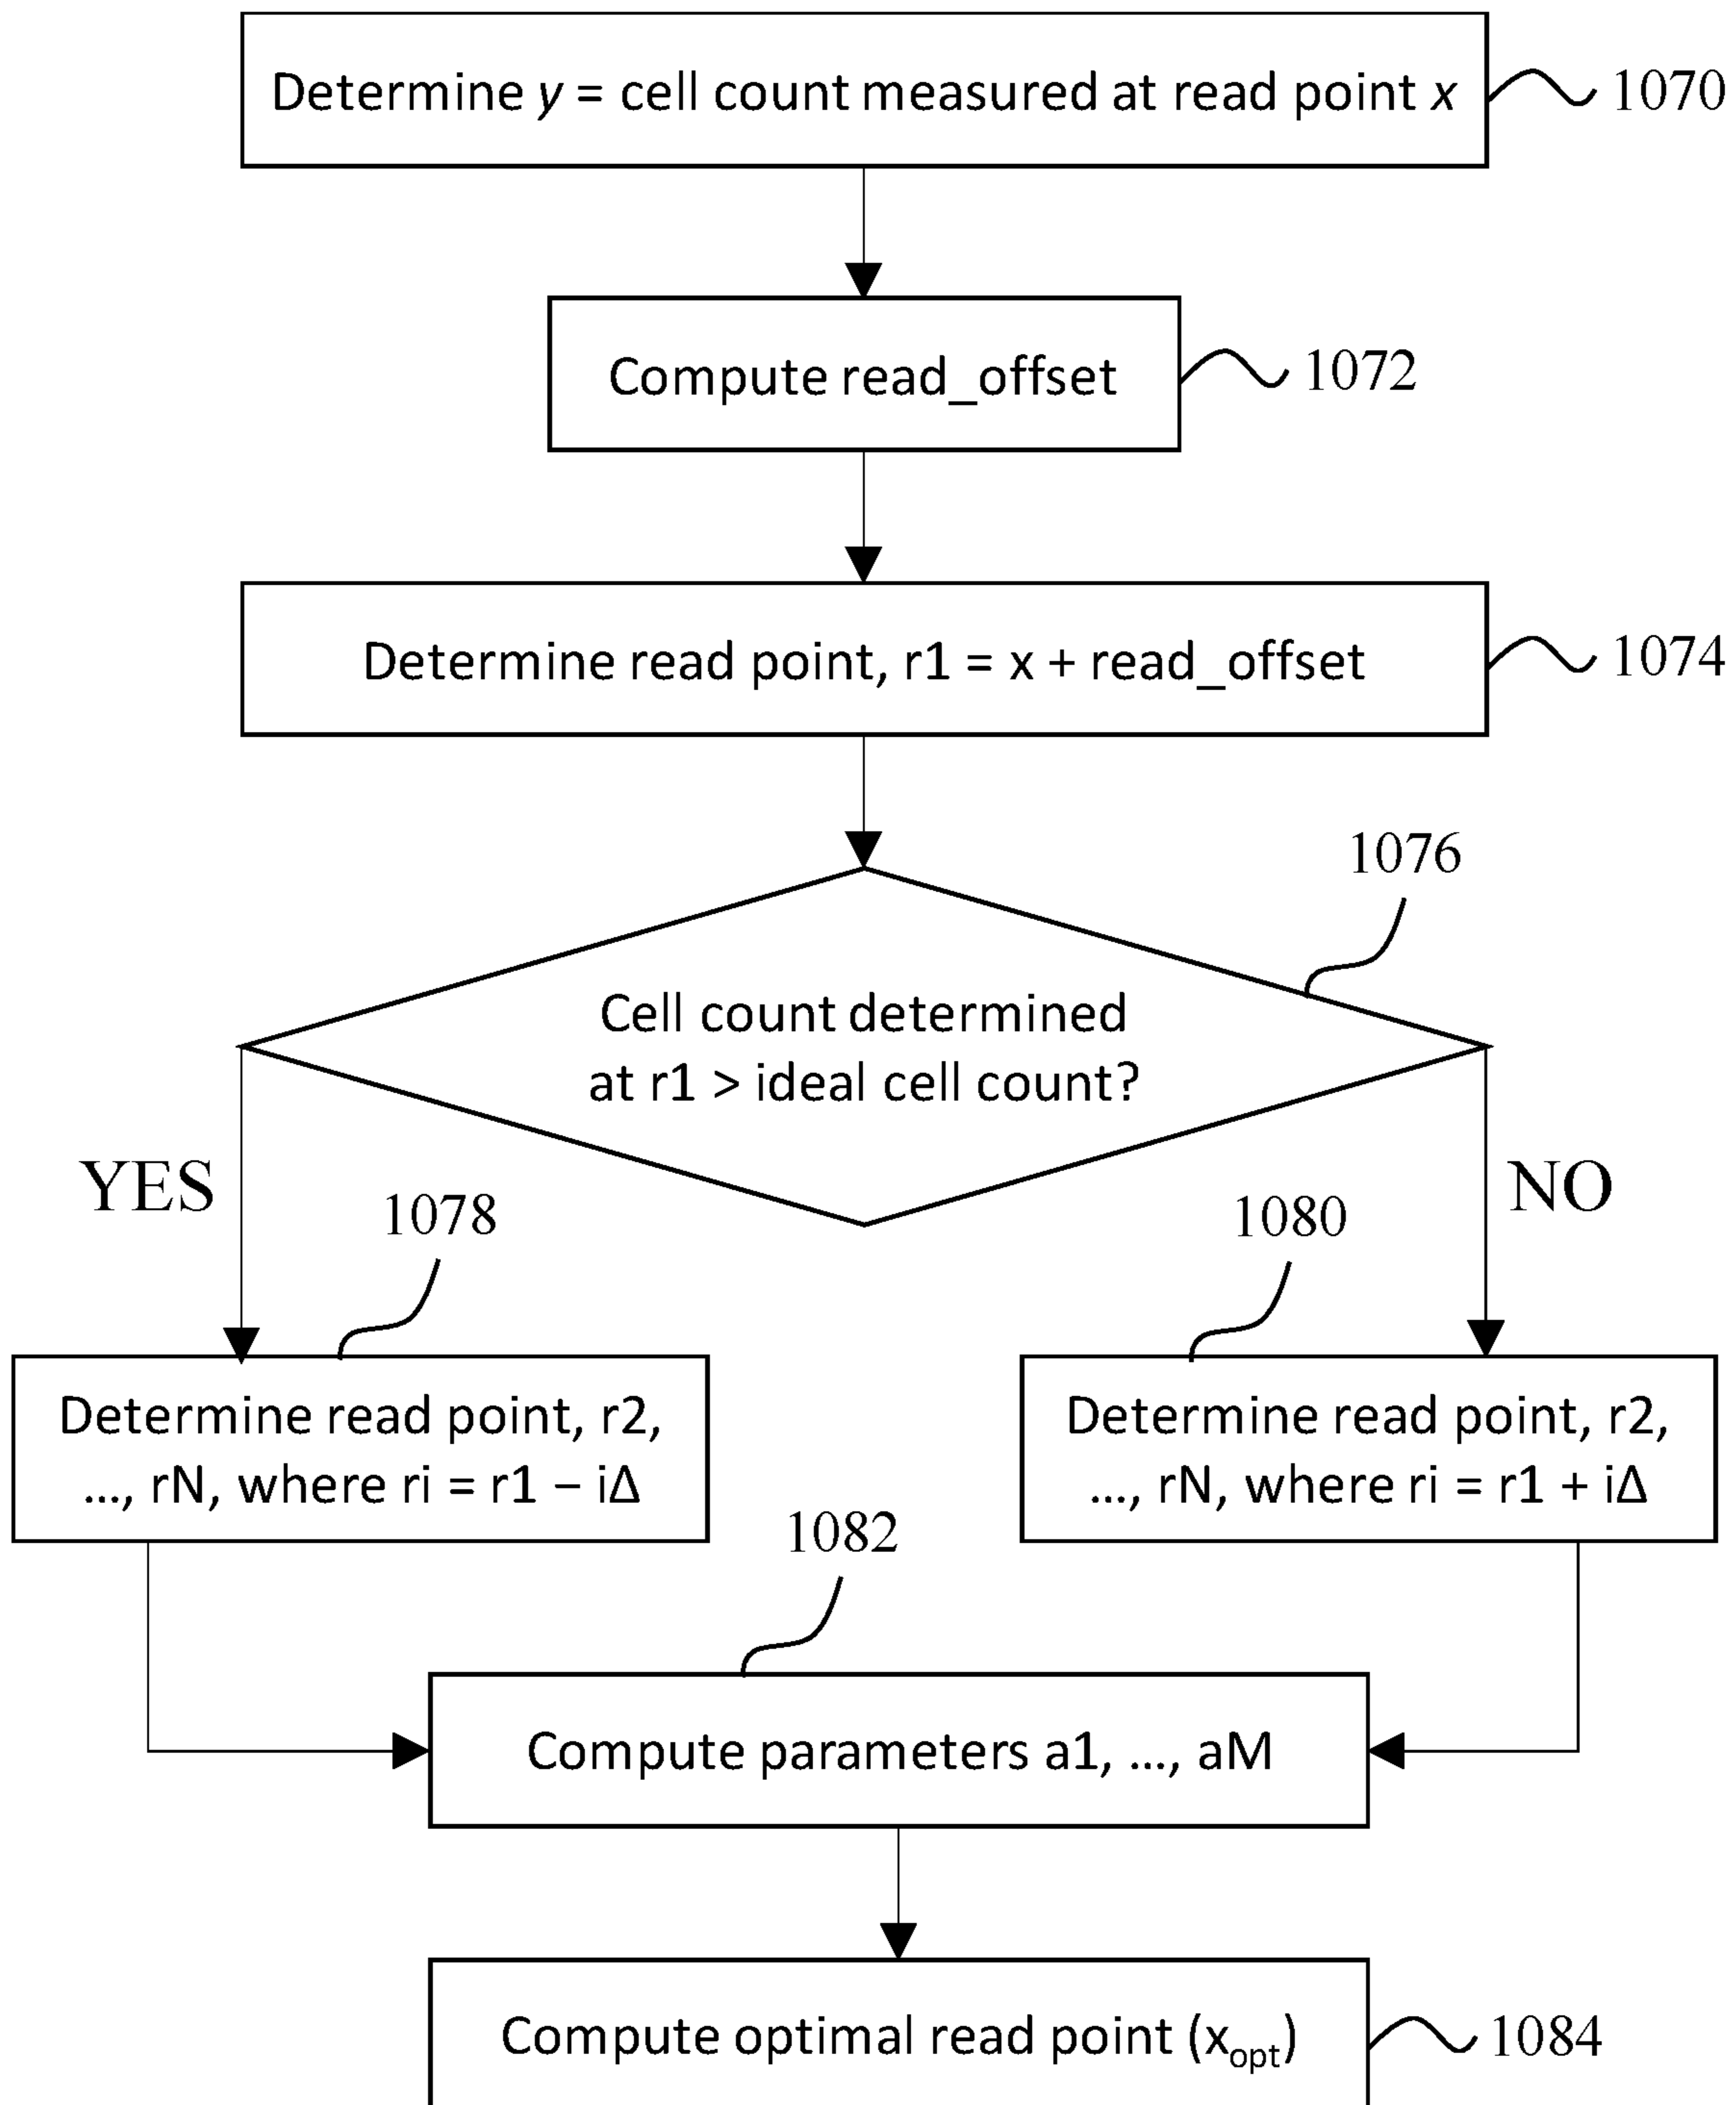 Determine y = cell count measured at read point x
1070
Compute read_offset
1072
Determine read point, r1 = x + read_offset
1074
1076
Cell count determined
at r1 > ideal cell count?
YES
NO
1078
1080
Determine read point, r2,
..., rN, where ri = r1 – iΔ
Determine read point, r2,
..., rN, where ri = r1 + iΔ
1082
Compute parameters a1, ..., aM
Compute optimal read point (xopt)
1084